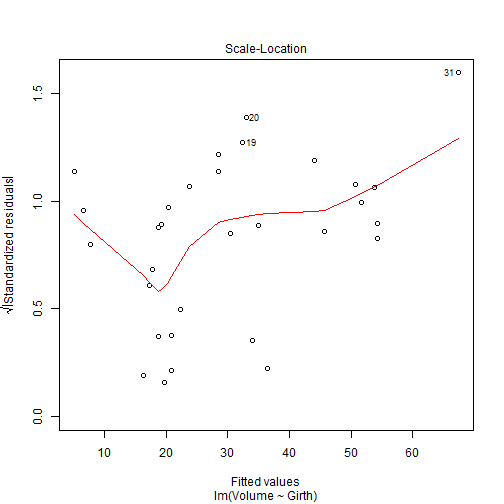 Scale-Location
√|Standardized residuals|
1.5
1.0
0.5
0.0
31
20
19
10 20 30 40 50 60
Fitted values
lm(Volume ~ Girth)